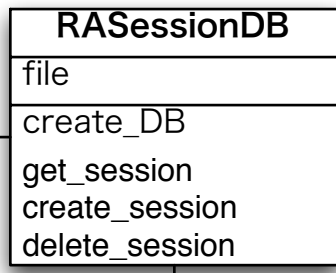 RASessionDB
file
create_DB
get_session
create_session
delete_session